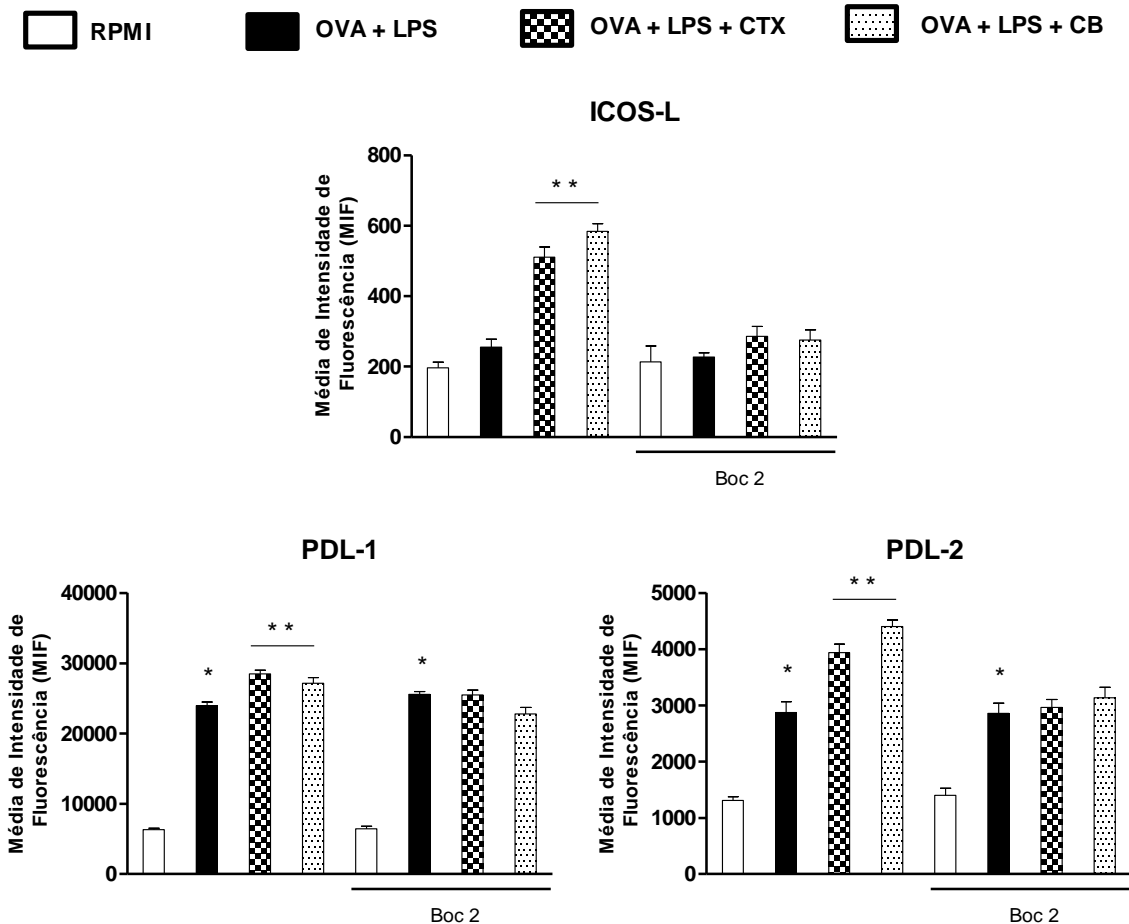 RPMI
OVA + LPS
OVA + LPS + CTX
OVA + LPS + CB
ICOS-L
Média de Intensidade de
Fluorescência (MIF)
800
600
400
200
0
* *
Boc 2
PDL-1
Média de Intensidade de
Fluorescência (MIF)
40000
30000
20000
10000
0
*
* *
*
Boc 2
PDL-2
Média de Intensidade de
Fluorescência (MIF)
5000
4000
3000
2000
1000
0
*
* *
*
Boc 2